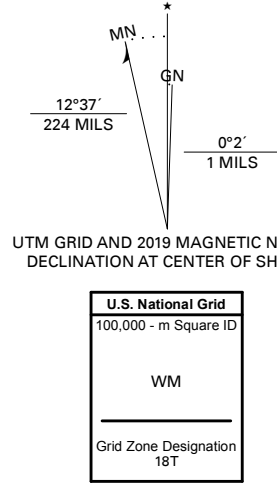 ★
MN
GN
12°37´
224 MILS
0°2´
1 MILS
UTM GRID AND 2019 MAGNETIC N
DECLINATION AT CENTER OF SH
U.S. National Grid
100,000 - m Square ID
WM
Grid Zone Designation
18T